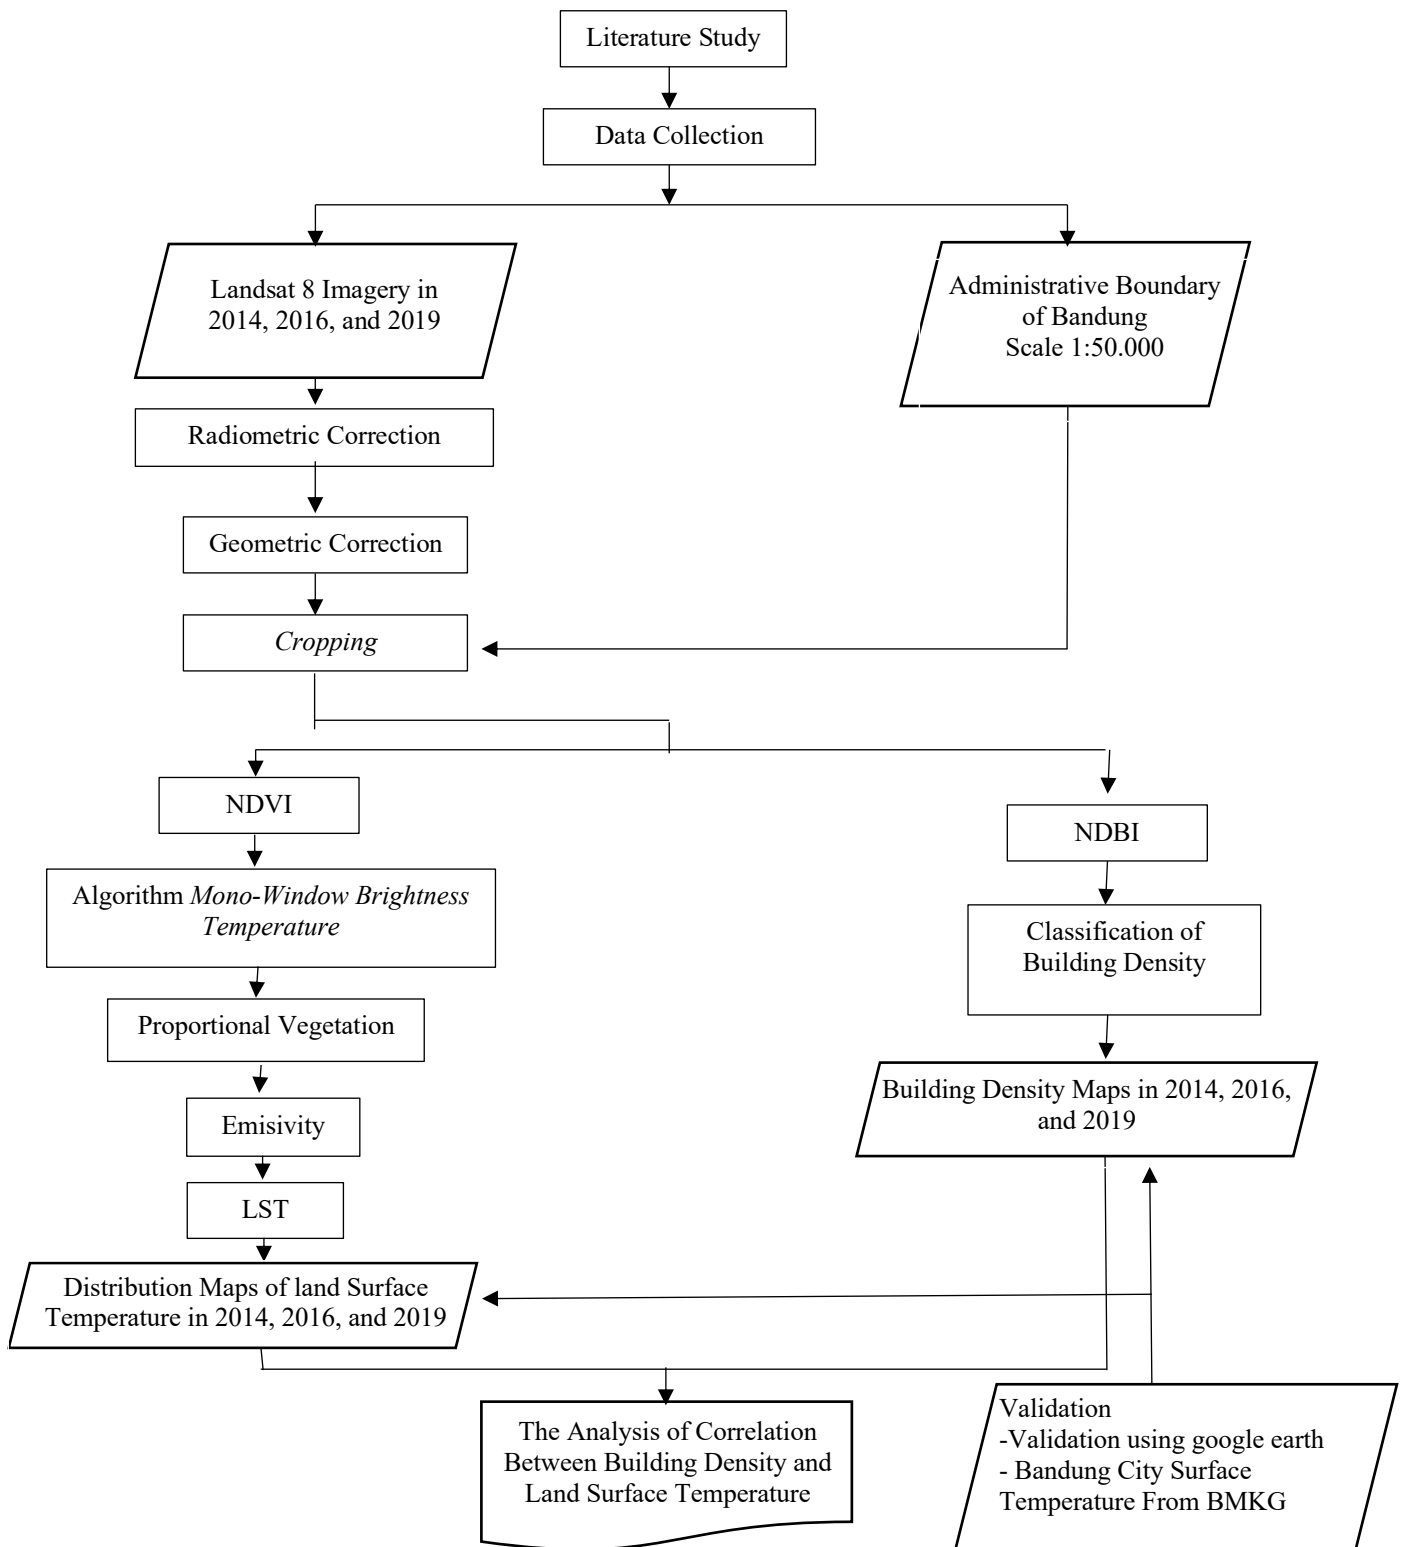 Literature Study
Data Collection
Landsat 8 Imagery in
2014, 2016, and 2019
Administrative Boundary
of Bandung
Scale 1:50.000
Radiometric Correction
Geometric Correction
Cropping
NDVI
NDBI
Algorithm Mono-Window Brightness
Temperature
Classification of
Building Density
Proportional Vegetation
Building Density Maps in 2014, 2016,
and 2019
Emisivity
LST
Distribution Maps of land Surface
Temperature in 2014, 2016, and 2019
The Analysis of Correlation
Between Building Density and
Land Surface Temperature
Validation
-Validation using google earth
- Bandung City Surface
Temperature From BMKG